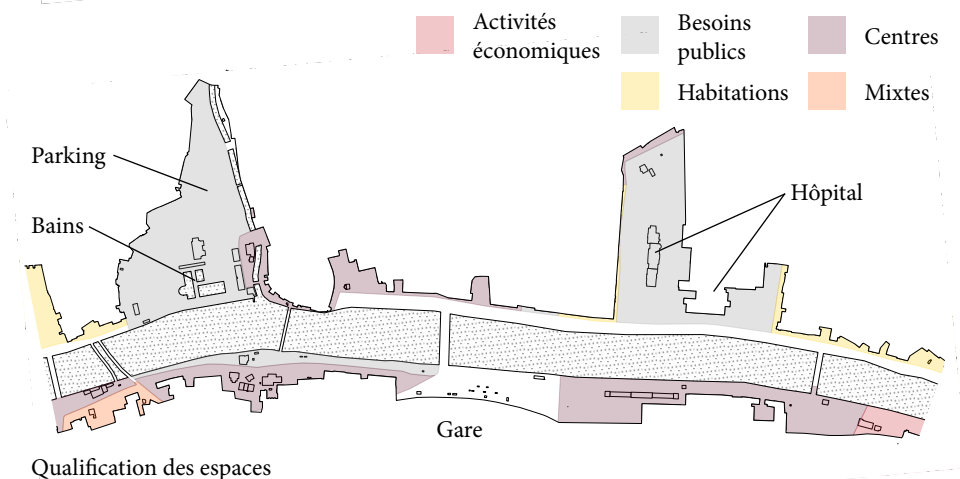 Activités
économiques
Besoins
publics
Centres
Habitations
Mixtes
Parking
Bains
Hôpital
Gare
Qualification des espaces